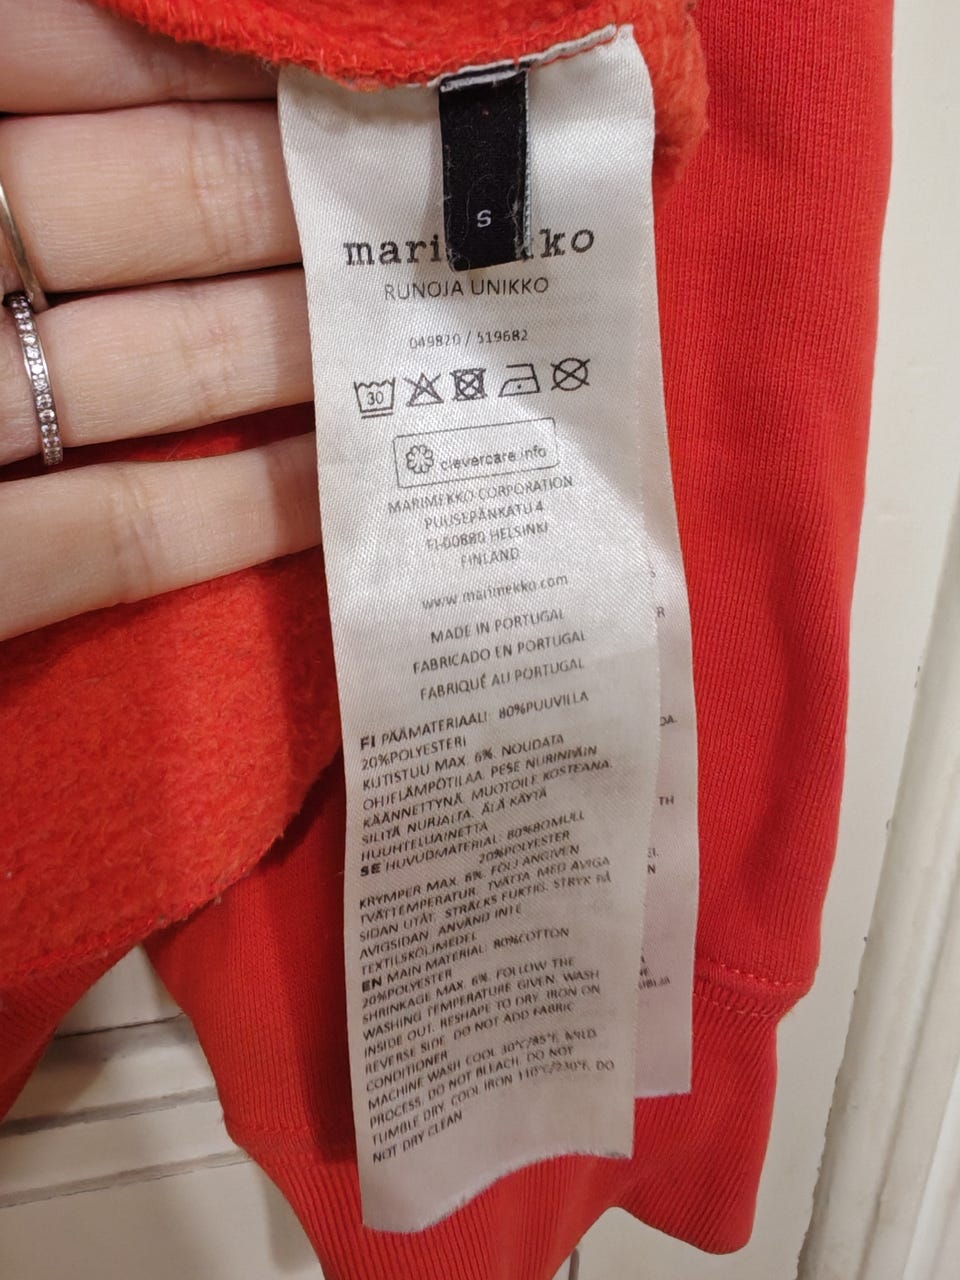 S
mari kko
RUNOJA UNIKKO
049820 / 519682
30
clevercare.info
MARIMEKKO CORPORATION
PUUSEPÄNKATU 4
FI-00880 HELSINKI
FINLAND
www.marimekko.com
MADE IN PORTUGAL
FABRICADO EN PORTUGAL
FABRIQUÉ AU PORTUGAL
FI PÄÄMATERIAALI: 80%PUUVILLA
20%POLYESTERI
KUTISTUU MAX. 6%. NOUDATA
OHJELÄMPÖTILAA. PESE NURINPÄIN
KÄÄNNETTYNÄ. MUOTOILE KOSTEANA.
SILITÄ NURJALTA. ÄLÄ KÄYTÄ
HUUHTELUAINETTA
SE HUVUDMATERIAL: 80%BOMULL
20%POLYESTER
KRYMPER MAX. 6%. FÖLJ ANGIVEN
TVÄTTEMPERATUR. TVÄTTA MED AVIGA
SIDAN UTÅT. STRÄCKS FUKTIG. STRYK PÅ
AVIGSIDAN. ANVÄND INTE
TEXTILSKÖLJMEDEL
EN MAIN MATERIAL: 80%COTTON
20%POLYESTER
SHRINKAGE MAX. 6%. FOLLOW THE
WASHING TEMPERATURE GIVEN. WASH
INSIDE OUT. RESHAPE TO DRY. IRON ON
REVERSE SIDE. DO NOT ADD FABRIC
CONDITIONER
MACHINE WASH COOL 30°C/85°F, MILD
PROCESS. DO NOT BLEACH. DO NOT
TUMBLE DRY. COOL IRON 110°C/230°F. DO
NOT DRY CLEAN